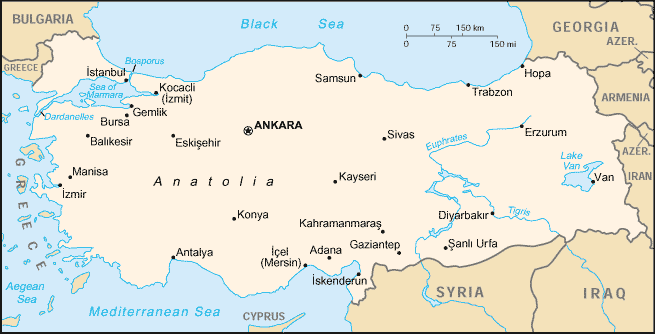 BULGARIA
Black Sea
0 75 150 km
0 75 150 mi
GEORGIA
AZER.
GREECE
Bosporus
İstanbul
Sea of
Marmara
Kocacli
(İzmit)
Samsun
Hopa
Trabzon
ARMENIA
Dardanelles
Gemlik
Bursa
ANKARA
Balıkesir
Eskişehir
Sivas
Euphrates
Erzurum
AZER.
Lake
Van
IRAN
GREECE
Manisa
Anatolia
Kayseri
Van
İzmir
Konya
Diyarbakır
Tigris
Kahramanmaraş
Antalya
İçel
(Mersin)
Adana
Gaziantep
Şanlı Urfa
İskenderun
Aegean
Sea
Mediterranean Sea
CYPRUS
SYRIA
IRAQ